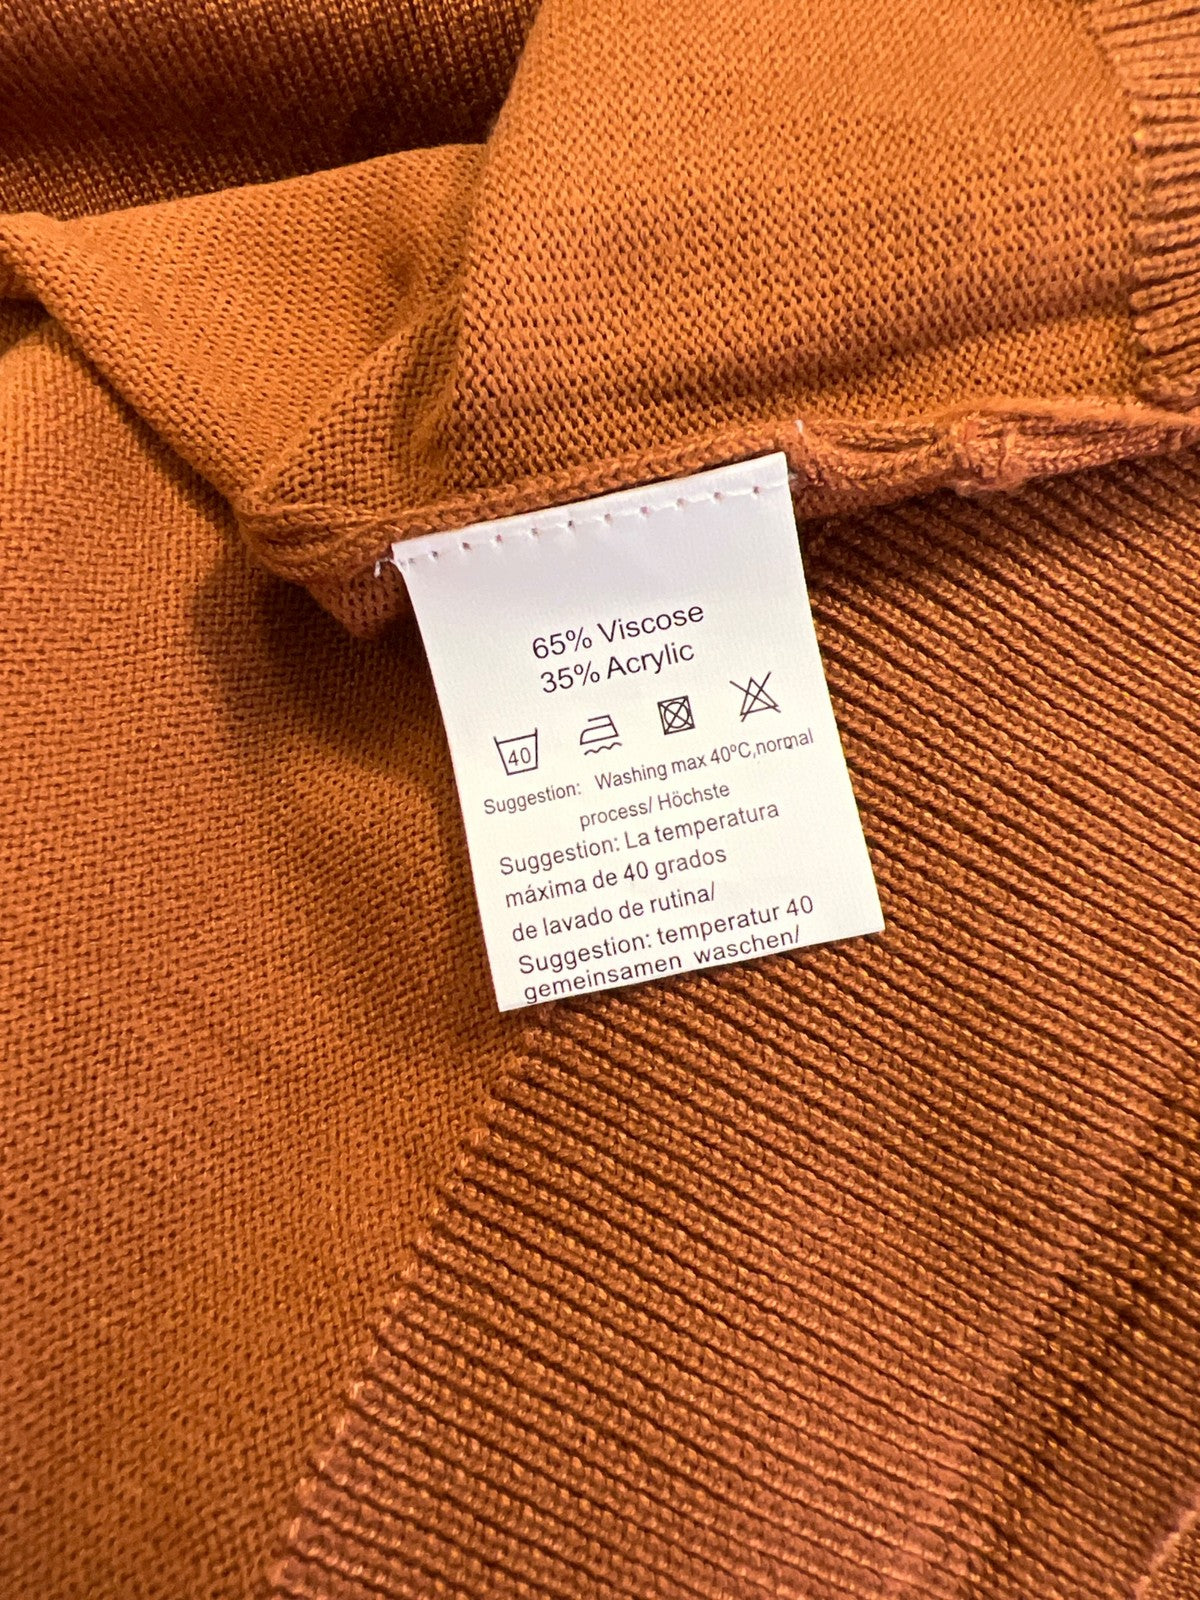 65% Viscose
35% Acrylic
40
Suggestion: Washing max 40°C,normal
process/ Höchste
Suggestion: La temperatura
máxima de 40 grados
de lavado de rutina/
Suggestion: temperatur 40
gemeinsamen waschen/